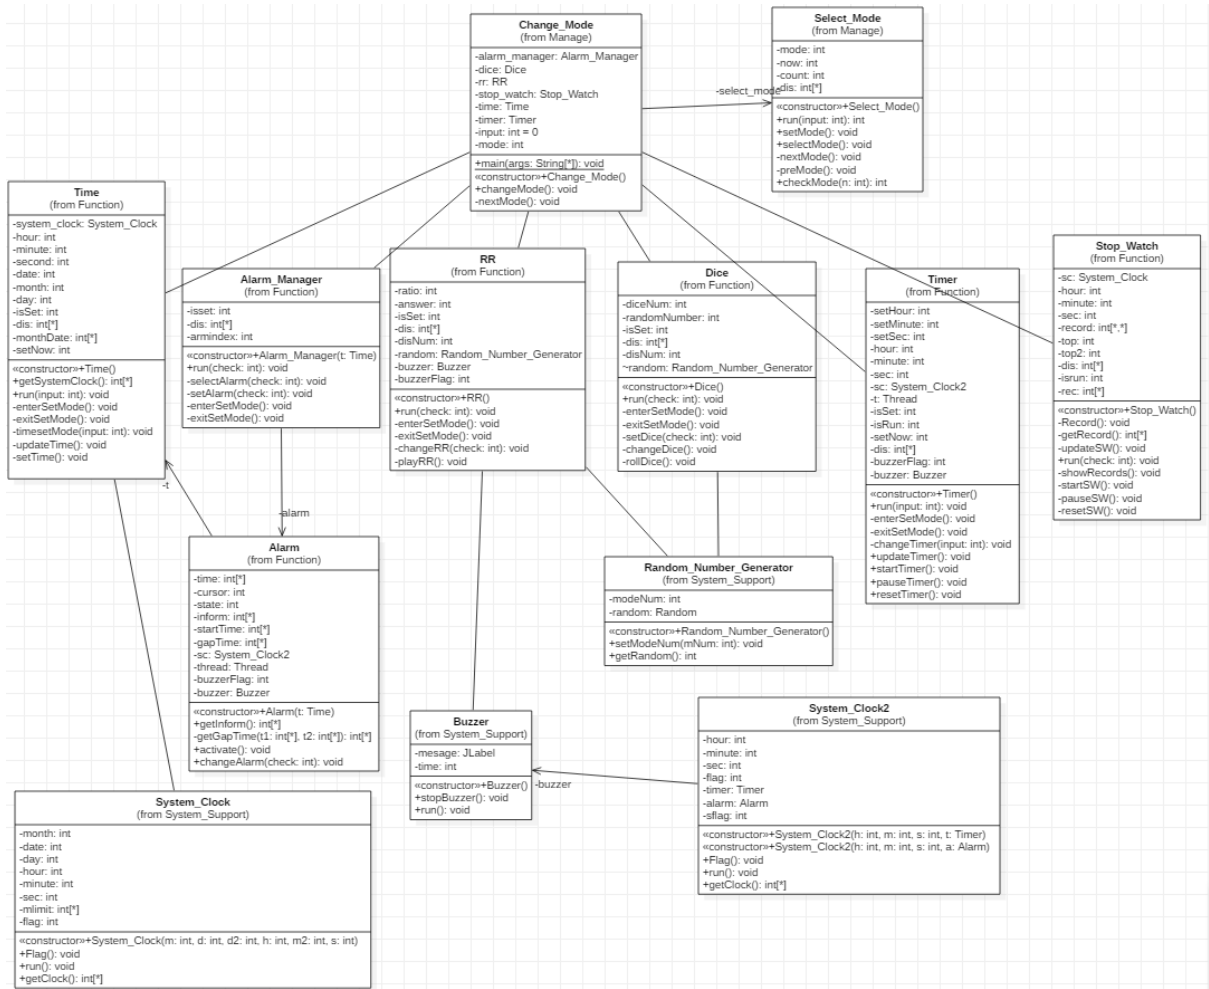 Change_Mode
(from Manage)
-alarm_manager: Alarm_Manager
-dice: Dice
-rr: RR
-stop_watch: Stop_Watch
-time: Time
-timer: Timer
-input: int = 0
-mode: int
+main(args: String[*]): void
«constructor»+Change_Mode()
+changeMode(): void
-nextMode(): void
-select_mode
Select_Mode
(from Manage)
-mode: int
-now: int
-count: int
-dis: int[*]
«constructor»+Select_Mode()
+run(input: int): int
+setMode(): void
+selectMode(): void
-nextMode(): void
-preMode(): void
+checkMode(n: int): int
Time
(from Function)
-system_clock: System_Clock
-hour: int
-minute: int
-second: int
-date: int
-month: int
-day: int
-isSet: int
-dis: int[*]
-monthDate: int[*]
-setNow: int
«constructor»+Time()
+getSystemClock(): int[*]
+run(input: int): void
-enterSetMode(): void
-exitSetMode(): void
-timesetMode(input: int): void
-updateTime(): void
-setTime(): void
-t
Alarm_Manager
(from Function)
-isset: int
-dis: int[*]
-armindex: int
«constructor»+Alarm_Manager(t: Time)
+run(check: int): void
-selectAlarm(check: int): void
-setAlarm(check: int): void
-enterSetMode(): void
-exitSetMode(): void
-alarm
RR
(from Function)
-ratio: int
-answer: int
-isSet: int
-dis: int[*]
-disNum: int
-random: Random_Number_Generator
-buzzer: Buzzer
-buzzerFlag: int
«constructor»+RR()
+run(check: int): void
-enterSetMode(): void
-exitSetMode(): void
-changeRR(check: int): void
-playRR(): void
Dice
(from Function)
-diceNum: int
-randomNumber: int
-isSet: int
-dis: int[*]
-disNum: int
~random: Random_Number_Generator
«constructor»+Dice()
+run(check: int): void
-enterSetMode(): void
-exitSetMode(): void
-setDice(check: int): void
-changeDice(): void
-rollDice(): void
Timer
(from Function)
-setHour: int
-setMinute: int
-setSec: int
-hour: int
-minute: int
-sec: int
-sc: System_Clock2
-t: Thread
-isSet: int
-isRun: int
-setNow: int
-dis: int[*]
-buzzerFlag: int
-buzzer: Buzzer
«constructor»+Timer()
+run(input: int): void
-enterSetMode(): void
-exitSetMode(): void
-changeTimer(input: int): void
+updateTimer(): void
+startTimer(): void
+pauseTimer(): void
+resetTimer(): void
Stop_Watch
(from Function)
-sc: System_Clock
-hour: int
-minute: int
-sec: int
-record: int[*,*]
-top: int
-top2: int
-dis: int[*]
-isrun: int
-rec: int[*]
«constructor»+Stop_Watch()
-Record(): void
-getRecord(): int[*]
-updateSW(): void
+run(check: int): void
-showRecords(): void
-startSW(): void
-pauseSW(): void
-resetSW(): void
Alarm
(from Function)
-time: int[*]
-cursor: int
-state: int
-inform: int[*]
-startTime: int[*]
-gapTime: int[*]
-sc: System_Clock2
-thread: Thread
-buzzerFlag: int
-buzzer: Buzzer
«constructor»+Alarm(t: Time)
+getInform(): int[*]
-getGapTime(t1: int[*], t2: int[*]): int[*]
+activate(): void
+changeAlarm(check: int): void
Random_Number_Generator
(from System_Support)
-modeNum: int
-random: Random
«constructor»+Random_Number_Generator()
+setModeNum(mNum: int): void
+getRandom(): int
Buzzer
(from System_Support)
-mesage: JLabel
-time: int
«constructor»+Buzzer()
+stopBuzzer(): void
+run(): void
-buzzer
System_Clock2
(from System_Support)
-hour: int
-minute: int
-sec: int
-flag: int
-timer: Timer
-alarm: Alarm
-sflag: int
«constructor»+System_Clock2(h: int, m: int, s: int, t: Timer)
«constructor»+System_Clock2(h: int, m: int, s: int, a: Alarm)
+Flag(): void
+run(): void
+getClock(): int[*]
System_Clock
(from System_Support)
-month: int
-date: int
-day: int
-hour: int
-minute: int
-sec: int
-mlimit: int[*]
-flag: int
«constructor»+System_Clock(m: int, d: int, d2: int, h: int, m2: int, s: int)
+Flag(): void
+run(): void
+getClock(): int[*]